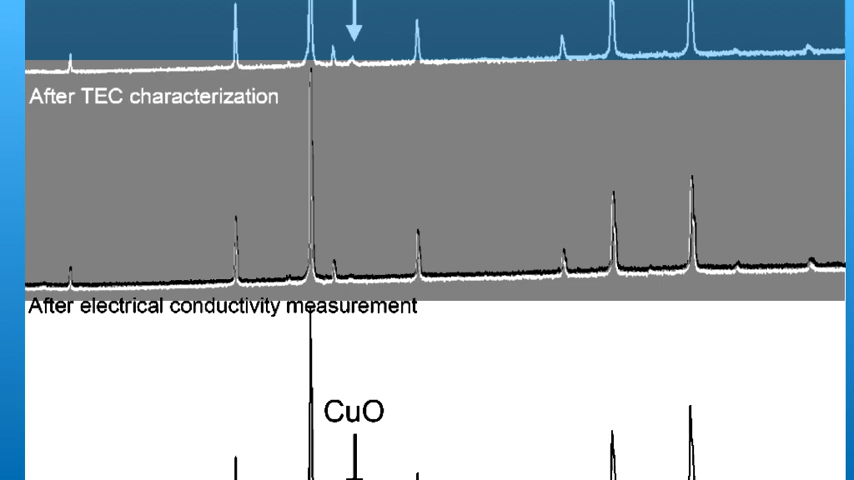 After TEC characterization
After electrical conductivity measurement
CuO